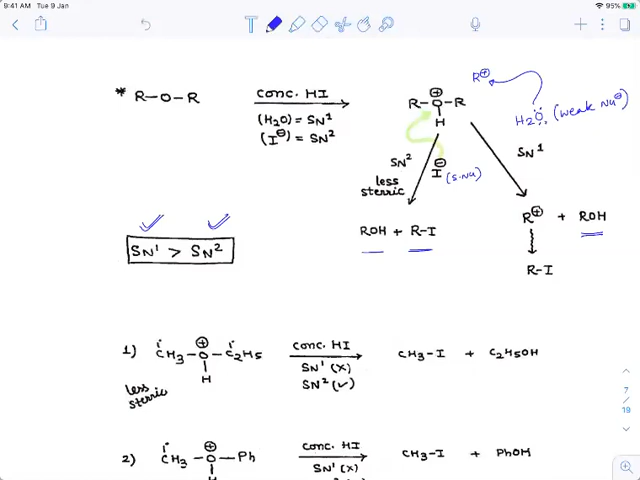 9:41 AM Tue 9 Jan
95%
* R-O-R
conc. HI
(H2O) = SN1
(I⊖) = SN2
R-O⊕-R
H
R⊕
H2O (weak Nu⊖)
SN2
less
sterric
I⊖ (S.Nu)
SN1
ROH + R-I
R⊕ + ROH
R-I
SN1 > SN2
1) CH3-O⊕-C2H5
H
less
sterric
conc. HI
SN1 (x)
SN2 (✓)
CH3-I + C2H5OH
2) CH3-O⊕-Ph
conc. HI
SN1 (x)
CH3-I + PhOH
7
/
19